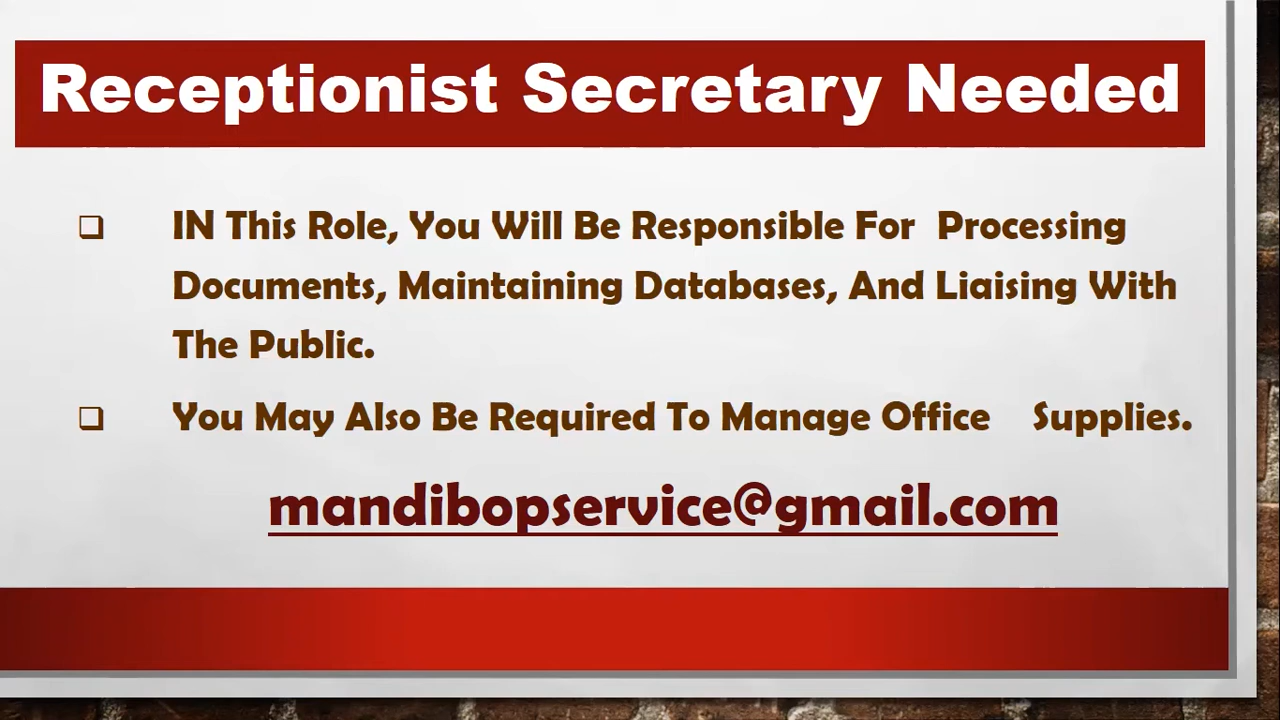 Receptionist Secretary Needed
❑ IN This Role, You Will Be Responsible For Processing
Documents, Maintaining Databases, And Liaising With
The Public.
❑ You May Also Be Required To Manage Office Supplies.
mandibopservice@gmail.com